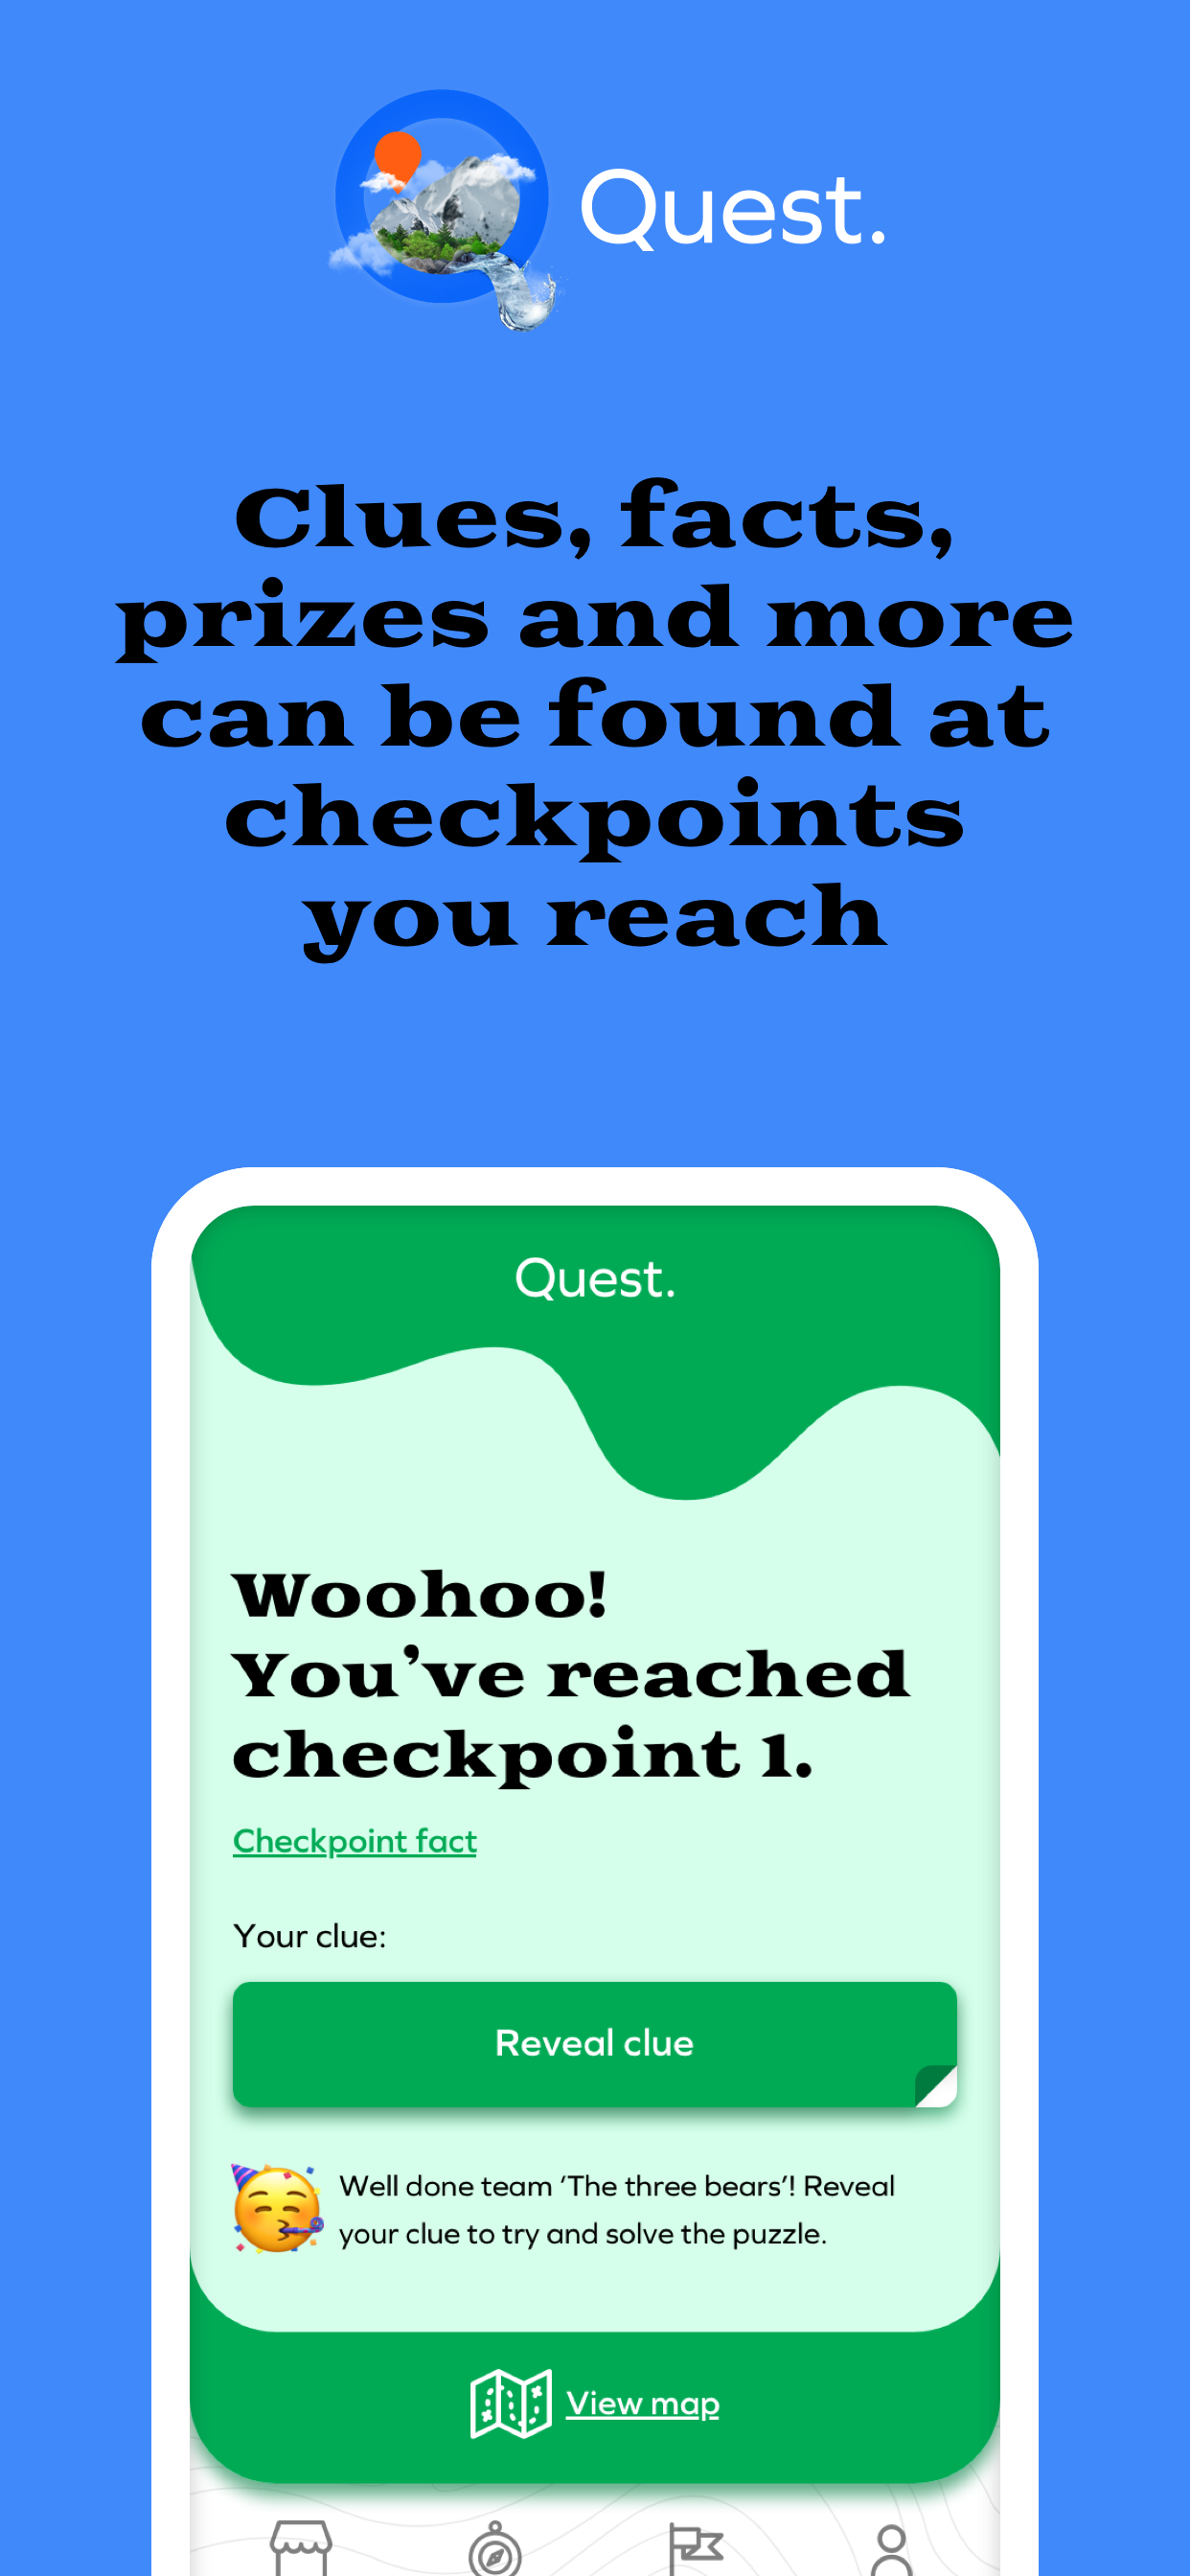 Quest.
Clues, facts,
prizes and more
can be found at
checkpoints
you reach
Quest.
Woohoo!
You’ve reached
checkpoint 1.
Checkpoint fact
Your clue:
Reveal clue
Well done team ‘The three bears’! Reveal
your clue to try and solve the puzzle.
View map